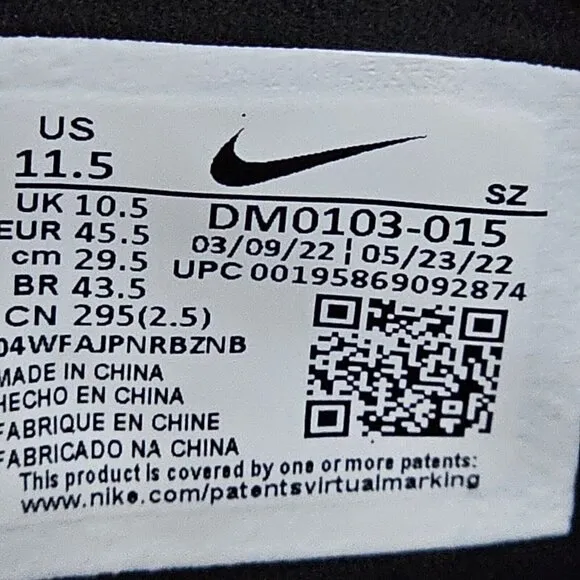 US
11.5
SZ
UK 10.5
EUR 45.5
cm 29.5
BR 43.5
CN 295(2.5)
DM0103-015
03/09/22 | 05/23/22
UPC 00195869092874
04WFAJPNRBZNB
MADE IN CHINA
HECHO EN CHINA
FABRIQUE EN CHINE
FABRICADO NA CHINA
This product is covered by one or more patents:
www.nike.com/patentsvirtualmarking